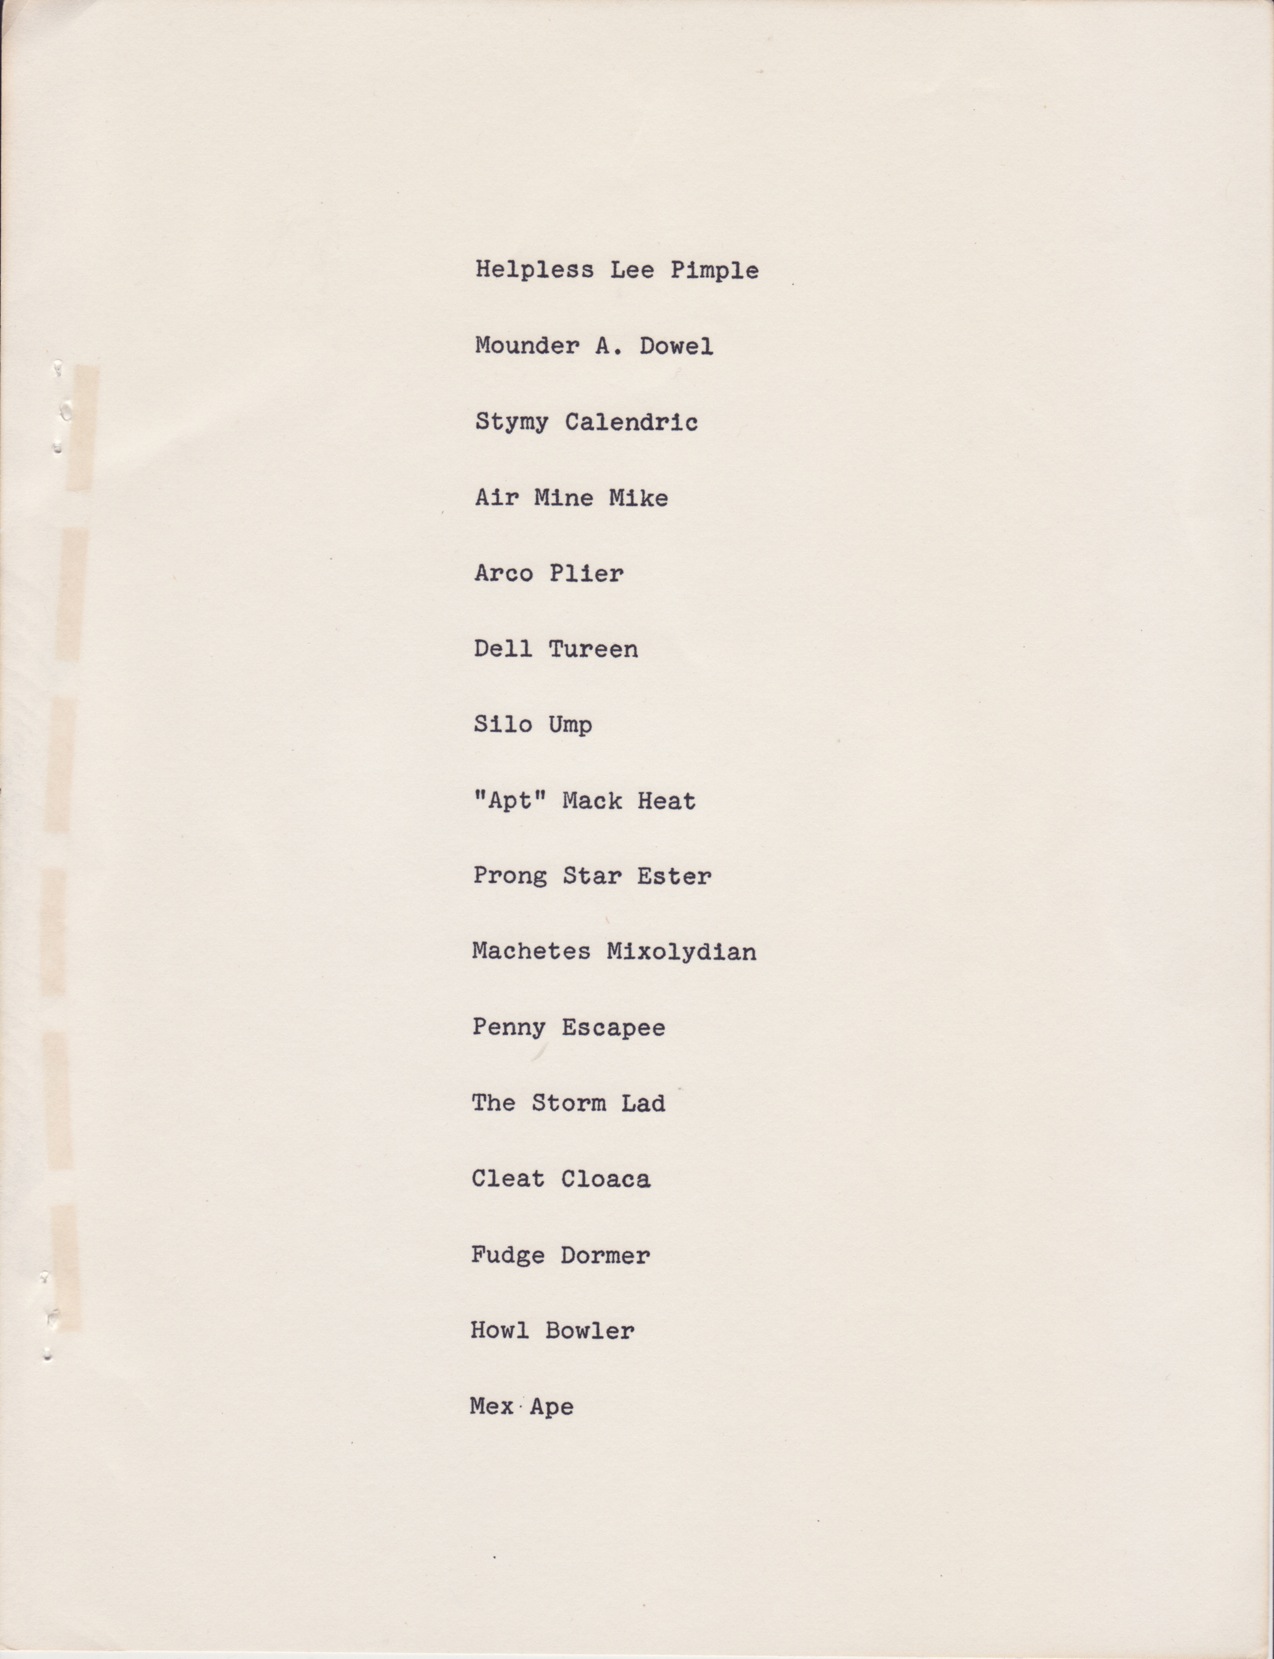 Helpless Lee Pimple
Mounder A. Dowel
Stymy Calendric
Air Mine Mike
Arco Plier
Dell Tureen
Silo Ump
"Apt" Mack Heat
Prong Star Ester
Machetes Mixolydian
Penny Escapee
The Storm Lad
Cleat Cloaca
Fudge Dormer
Howl Bowler
Mex Ape